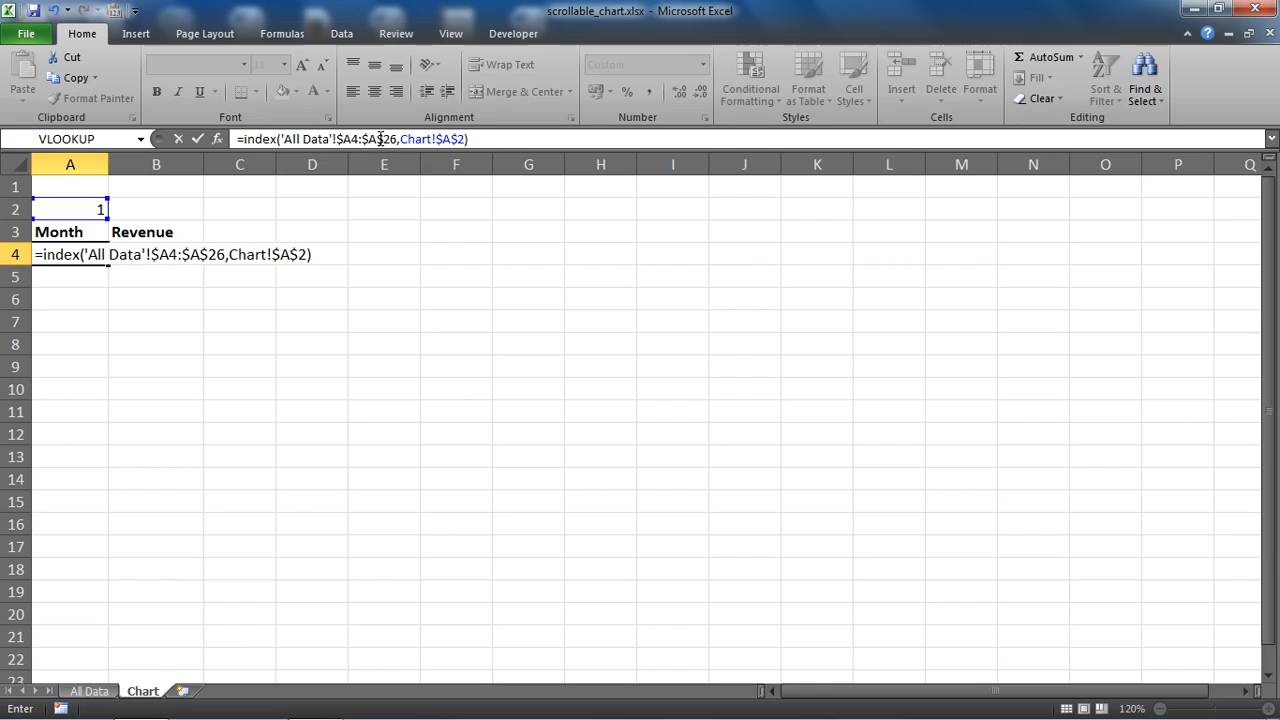 scrollable_chart.xlsx - Microsoft Excel
File Home Insert Page Layout Formulas Data Review View Developer
Paste
Cut
Copy
Format Painter
Clipboard
11
A A
B I U
Font
Wrap Text
Merge & Center
Alignment
Custom
% ,
Number
Conditional Formatting
Format as Table
Cell Styles
Styles
Insert
Delete
Format
Cells
AutoSum
Fill
Clear
Sort & Filter
Find & Select
Editing
VLOOKUP fx =index('All Data'!$A4:$A$26,Chart!$A$2)
A B C D E F G H I J K L M N O P Q
1
2 1
3 Month Revenue
4 =index('All Data'!$A4:$A$26,Chart!$A$2)
5
6
7
8
9
10
11
12
13
14
15
16
17
18
19
20
21
22
23
All Data Chart
Enter 120%